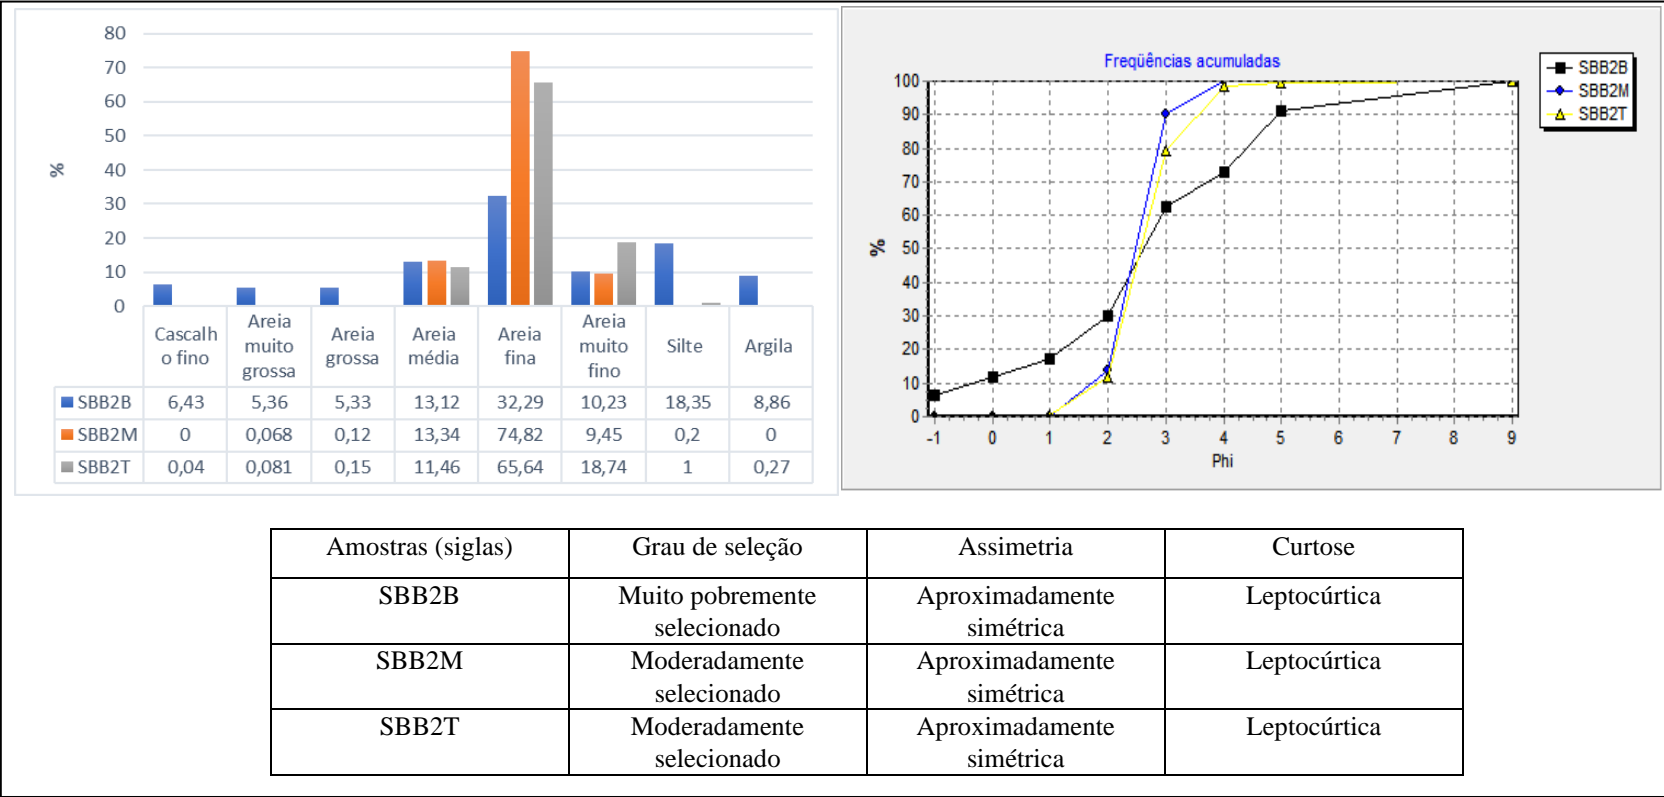 80
70
60
50
40
30
20
10
0
%
Cascalh
o fino
Areia
muito
grossa
Areia
grossa
Areia
média
Areia
fina
Areia
muito
fino
Silte
Argila
SBB2B 6,43 5,36 5,33 13,12 32,29 10,23 18,35 8,86
SBB2M 0 0,068 0,12 13,34 74,82 9,45 0,2 0
SBB2T 0,04 0,081 0,15 11,46 65,64 18,74 1 0,27
Freqüências acumuladas
100
90
80
70
60
50
40
30
20
10
0
%
-1 0 1 2 3 4 5 6 7 8 9
Phi
SBB2B
SBB2M
SBB2T
Amostras (siglas) Grau de seleção Assimetria Curtose
SBB2B Muito pobremente Aproximadamente Leptocúrtica
selecionado simétrica
SBB2M Moderadamente Aproximadamente Leptocúrtica
selecionado simétrica
SBB2T Moderadamente Aproximadamente Leptocúrtica
selecionado simétrica